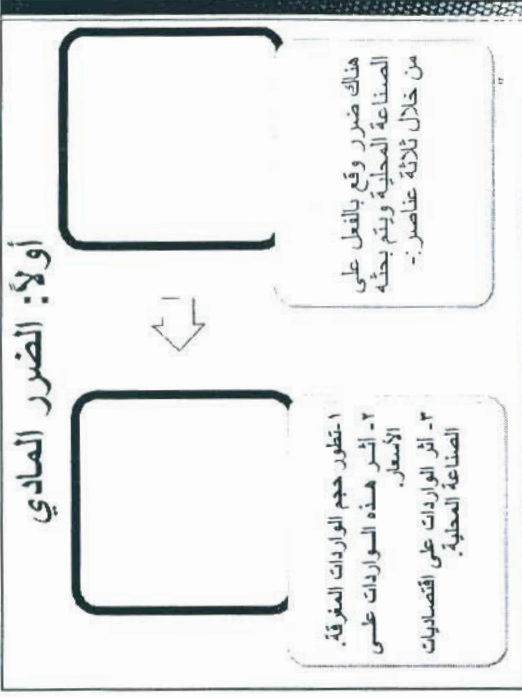 أولاً: الضرر المادي
هناك ضرر وقع بالفعل على
الصناعة المحلية ويتم بحثه
من خلال ثلاثة عناصر:-
١-تطور حجم الواردات المغرقة.
٢- أثر هذه الواردات على
الأسعار.
٣- أثر الواردات على اقتصاديات
الصناعة المحلية.